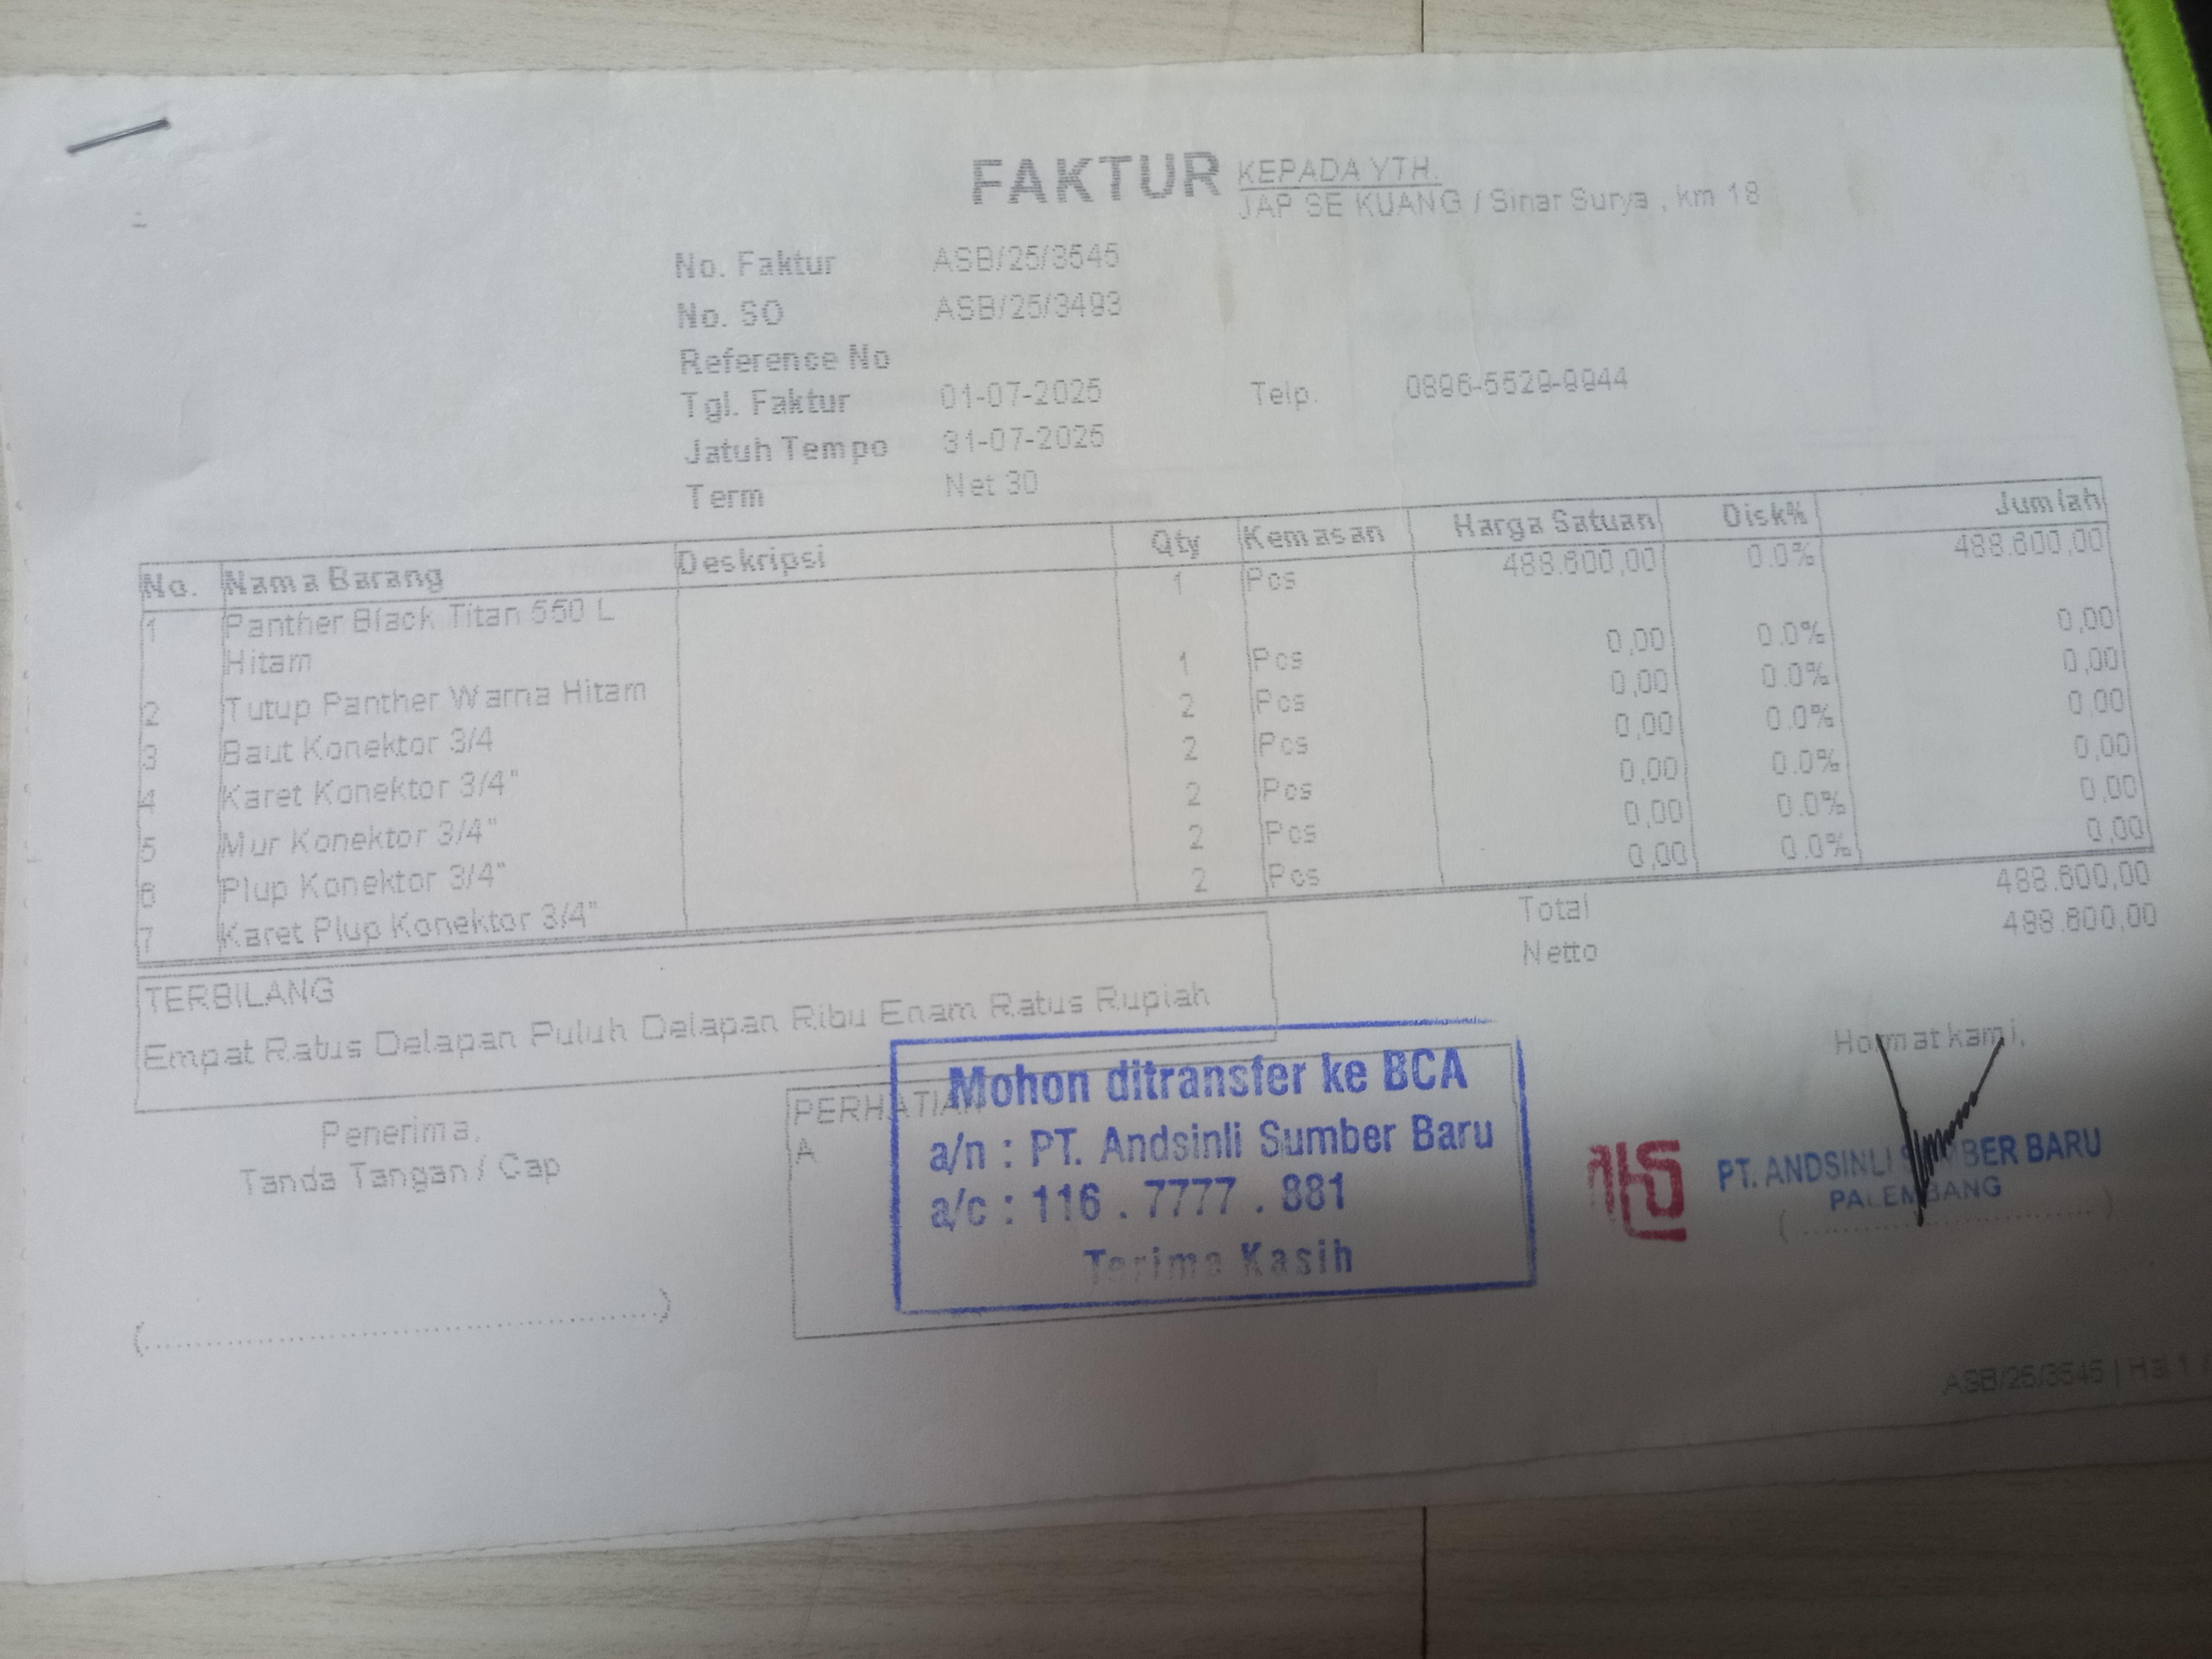 FAKTUR
KEPADA YTH.
JAP SE KUANG / Sinar Surya , km 18
No. Faktur ASB/25/3545
No. SO ASB/25/3493
Reference No
Tgl. Faktur 01-07-2025 Telp. 0896-5529-9944
Jatuh Tempo 31-07-2025
Term Net 30
No. Nama Barang Deskripsi Qty Kemasan Harga Satuan Disk% Jumlah
1 Panther Black Titan 550 L 1 Pcs 488.600,00 0.0% 488.600,00
Hitam
2 Tutup Panther Warna Hitam 1 Pcs 0,00 0.0% 0,00
3 Baut Konektor 3/4 2 Pcs 0,00 0.0% 0,00
4 Karet Konektor 3/4" 2 Pcs 0,00 0.0% 0,00
5 Mur Konektor 3/4" 2 Pcs 0,00 0.0% 0,00
6 Plup Konektor 3/4" 2 Pcs 0,00 0.0% 0,00
7 Karet Plup Konektor 3/4" 2 Pcs 0,00 0.0% 0,00
Total 488.600,00
Netto 488.600,00
TERBILANG
Empat Ratus Delapan Puluh Delapan Ribu Enam Ratus Rupiah
Penerima,
Tanda Tangan / Cap
(........................................)
PERHATIAN
A
Mohon ditransfer ke BCA
a/n : PT. Andsinli Sumber Baru
a/c : 116 . 7777 . 881
Terima Kasih
Hormat kami,
PT. ANDSINLI SUMBER BARU
PALEMBANG
(........................)
ASB/25/3545 | Hal 1 /